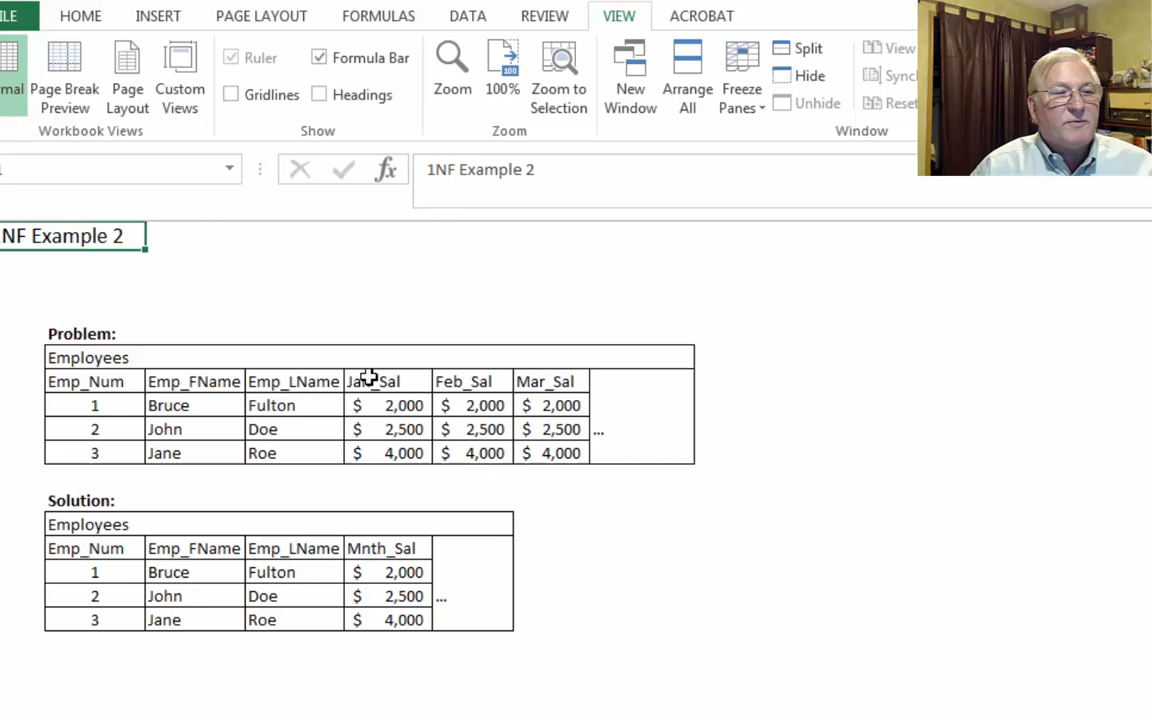 ILE HOME INSERT PAGE LAYOUT FORMULAS DATA REVIEW VIEW ACROBAT
Ruler Formula Bar
Gridlines Headings
Show
mal
Page Break Preview
Page Layout
Custom Views
Workbook Views
Zoom
100%
Zoom to Selection
Zoom
New Window
Arrange All
Freeze Panes
Split
Hide
Unhide
View
Sync
Reset
Window
fx 1NF Example 2
NF Example 2
Problem:
Employees
Emp_Num Emp_FName Emp_LName Jan_Sal Feb_Sal Mar_Sal
1 Bruce Fulton $ 2,000 $ 2,000 $ 2,000
2 John Doe $ 2,500 $ 2,500 $ 2,500 ...
3 Jane Roe $ 4,000 $ 4,000 $ 4,000
Solution:
Employees
Emp_Num Emp_FName Emp_LName Mnth_Sal
1 Bruce Fulton $ 2,000
2 John Doe $ 2,500 ...
3 Jane Roe $ 4,000